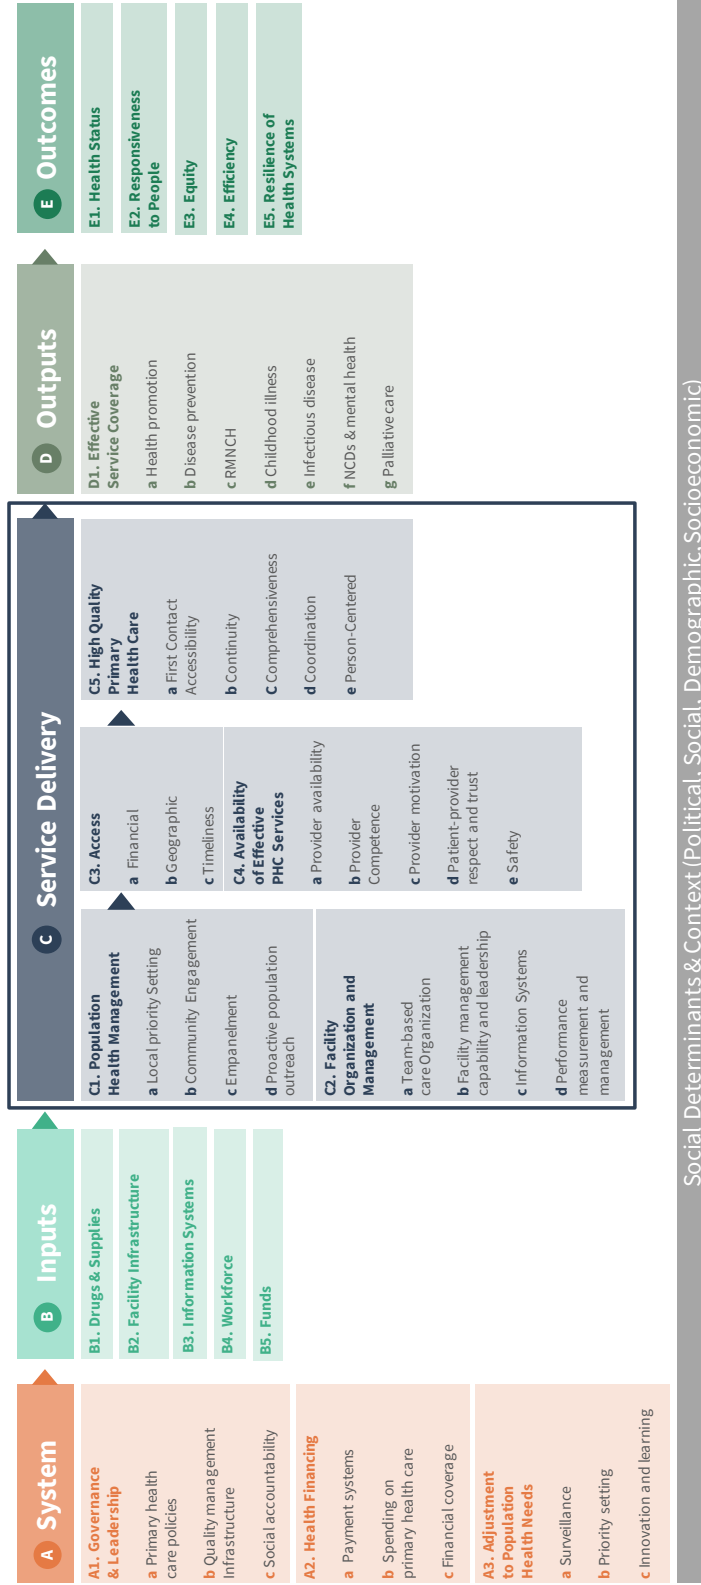 A System
A1. Governance
& Leadership
a Primary health
care policies
b Quality management
Infrastructure
c Social accountability
A2. Health Financing
a Payment systems
b Spending on
primary health care
c Financial coverage
A3. Adjustment
to Population
Health Needs
a Surveillance
b Priority setting
c Innovation and learning
B Inputs
B1. Drugs & Supplies
B2. Facility Infrastructure
B3. Information Systems
B4. Workforce
B5. Funds
C Service Delivery
C1. Population
Health Management
a Local priority Setting
b Community Engagement
c Empanelment
d Proactive population
outreach
C2. Facility
Organization and
Management
a Team-based
care Organization
b Facility management
capability and leadership
c Information Systems
d Performance
measurement and
management
C3. Access
a Financial
b Geographic
c Timeliness
C4. Availability
of Effective
PHC Services
a Provider availability
b Provider
Competence
c Provider motivation
d Patient-provider
respect and trust
e Safety
C5. High Quality
Primary
Health Care
a First Contact
Accessibility
b Continuity
C Comprehensiveness
d Coordination
e Person-Centered
D Outputs
D1. Effective
Service Coverage
a Health promotion
b Disease prevention
c RMNCH
d Childhood illness
e Infectious disease
f NCDs & mental health
g Palliative care
E Outcomes
E1. Health Status
E2. Responsiveness
to People
E3. Equity
E4. Efficiency
E5. Resilience of
Health Systems
Social Determinants & Context (Political, Social, Demographic, Socioeconomic)